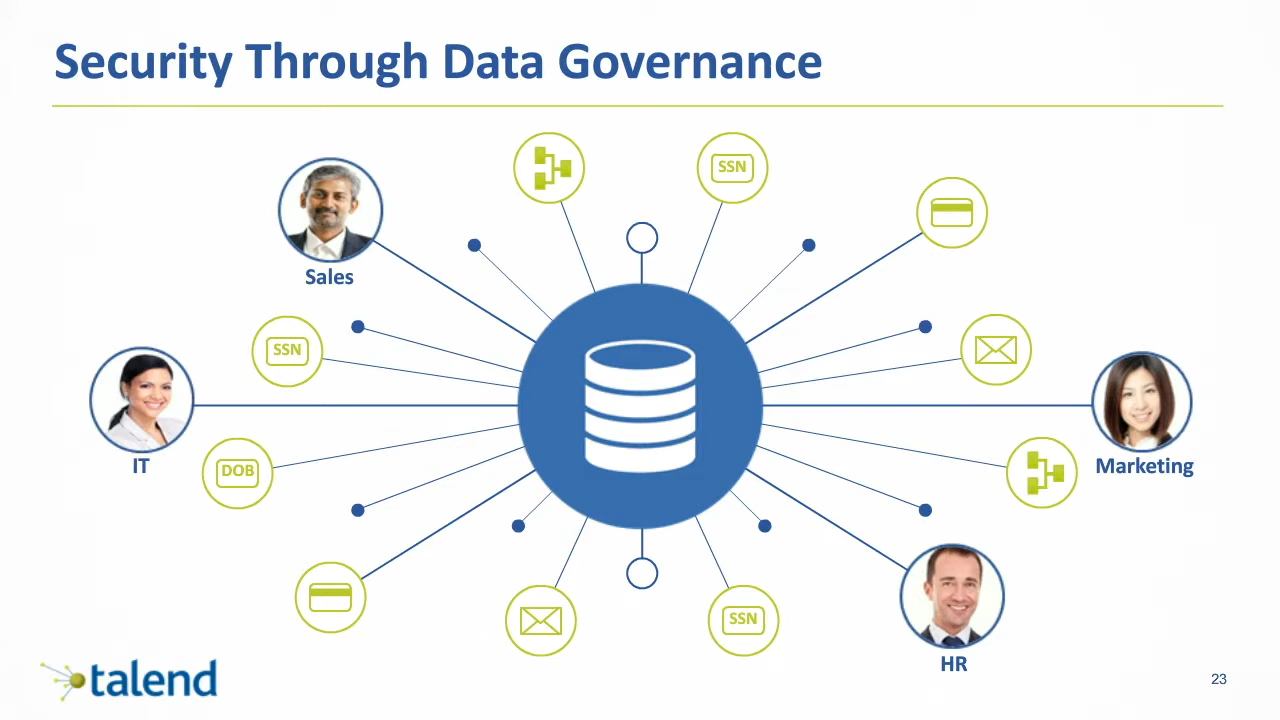 Security Through Data Governance
SSN
Sales
SSN
IT
DOB
Marketing
SSN
HR
talend
23